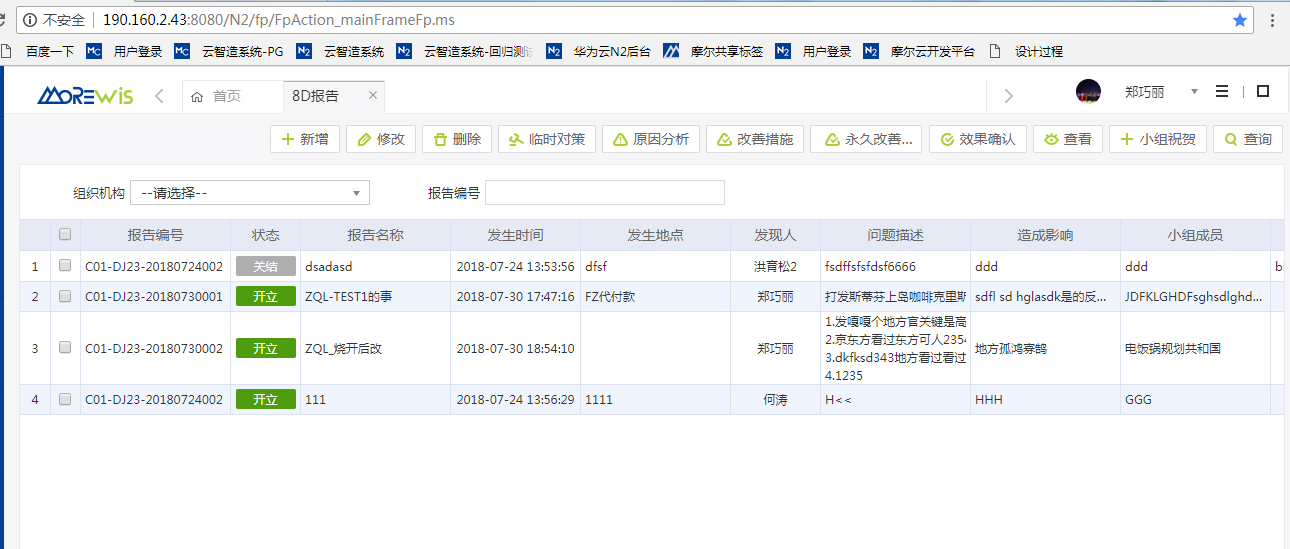 不安全 190.160.2.43:8080/N2/fp/FpAction_mainFrameFp.ms
百度一下 MC 用户登录 MC 云智造系统-PG N2 云智造系统 N2 云智造系统-回归测试 N2 华为云N2后台 摩尔共享标签 N2 用户登录 N2 摩尔云开发平台 设计过程
MOREWIS 首页 8D报告 郑巧丽
新增 修改 删除 临时对策 原因分析 改善措施 永久改善... 效果确认 查看 小组祝贺 查询
组织机构 --请选择-- 报告编号
报告编号 状态 报告名称 发生时间 发生地点 发现人 问题描述 造成影响 小组成员
1 C01-DJ23-20180724002 关结 dsadasd 2018-07-24 13:53:56 dfsf 洪育松2 fsdffsfsfdsf6666 ddd ddd
2 C01-DJ23-20180730001 开立 ZQL-TEST1的事 2018-07-30 17:47:16 FZ代付款 郑巧丽 打发斯蒂芬上岛咖啡克里斯 sdfl sd hglasdk是的反... JDFKLGHDFsghsdlghd...
3 C01-DJ23-20180730002 开立 ZQL_烧开后改 2018-07-30 18:54:10 郑巧丽 1.发嘎嘎个地方官关键是高
2.京东方看过东方可人2354
3.dkfksd343地方看过看过
4.1235 地方孤鸿寡鹄 电饭锅规划共和国
4 C01-DJ23-20180724002 开立 111 2018-07-24 13:56:29 1111 何涛 H<< HHH GGG